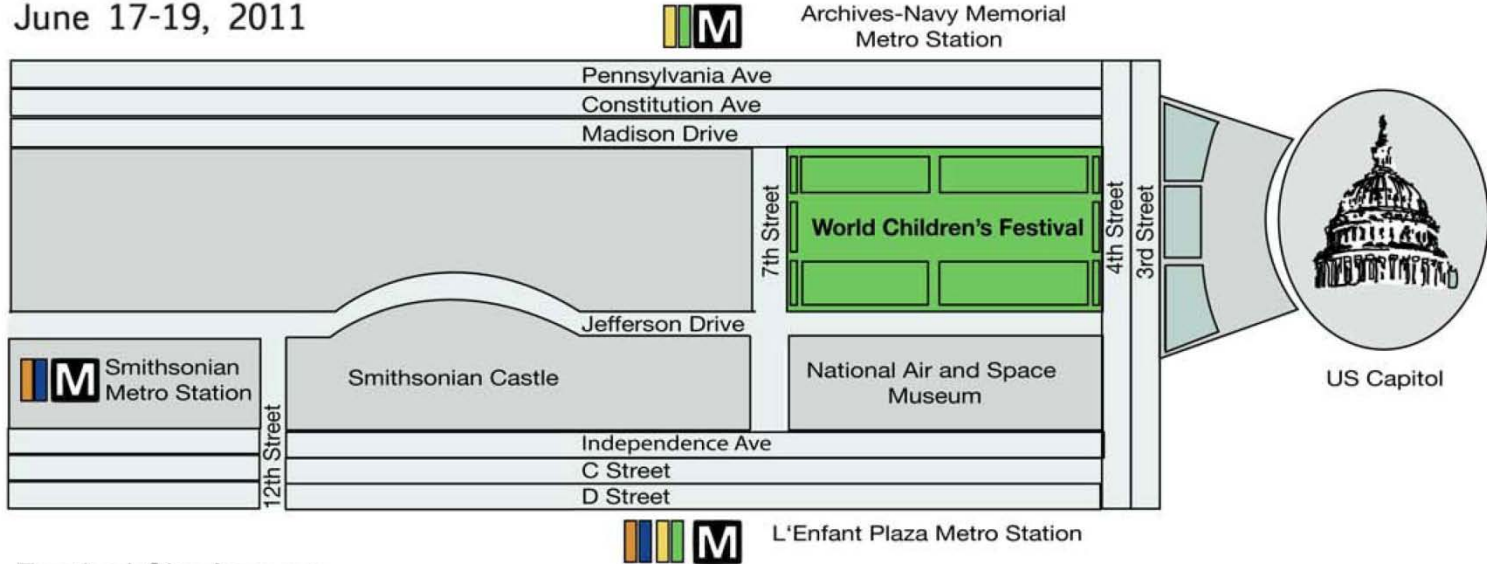 June 17-19, 2011
M
Archives-Navy Memorial
Metro Station
Pennsylvania Ave
Constitution Ave
Madison Drive
7th Street
World Children's Festival
4th Street
3rd Street
Jefferson Drive
M
Smithsonian
Metro Station
12th Street
Smithsonian Castle
National Air and Space
Museum
US Capitol
Independence Ave
C Street
D Street
M
L'Enfant Plaza Metro Station